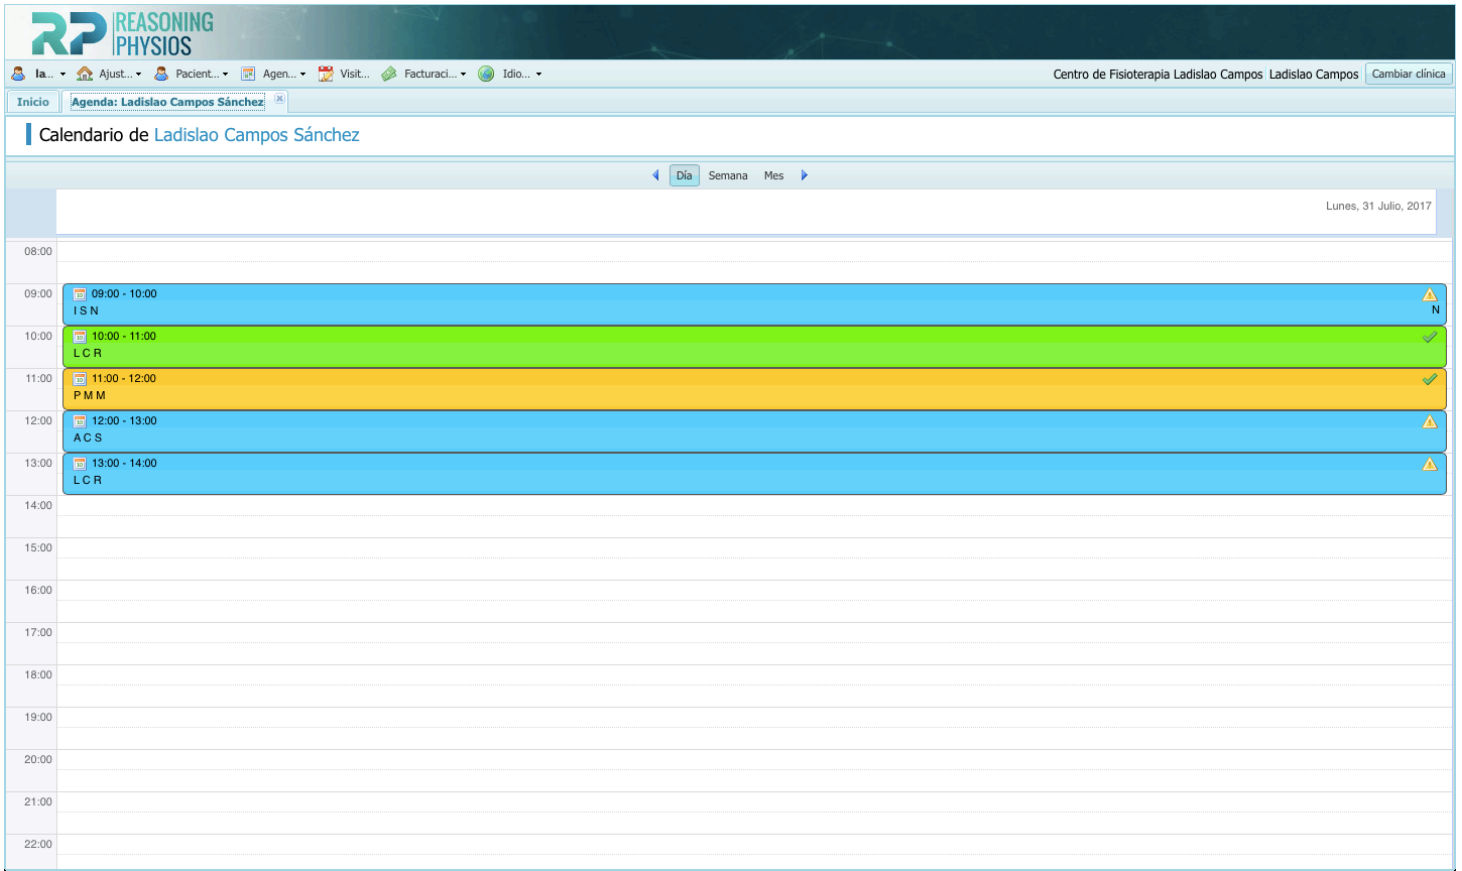 RP REASONING
PHYSIOS
la... Ajust... Pacient... Agen... Visit... Facturaci... Idio... Centro de Fisioterapia Ladislao Campos Ladislao Campos Cambiar clínica
Inicio Agenda: Ladislao Campos Sánchez
Calendario de Ladislao Campos Sánchez
Día Semana Mes
Lunes, 31 Julio, 2017
08:00
09:00 09:00 - 10:00
I S N N
10:00 10:00 - 11:00
L C R
11:00 11:00 - 12:00
P M M
12:00 12:00 - 13:00
A C S
13:00 13:00 - 14:00
L C R
14:00
15:00
16:00
17:00
18:00
19:00
20:00
21:00
22:00